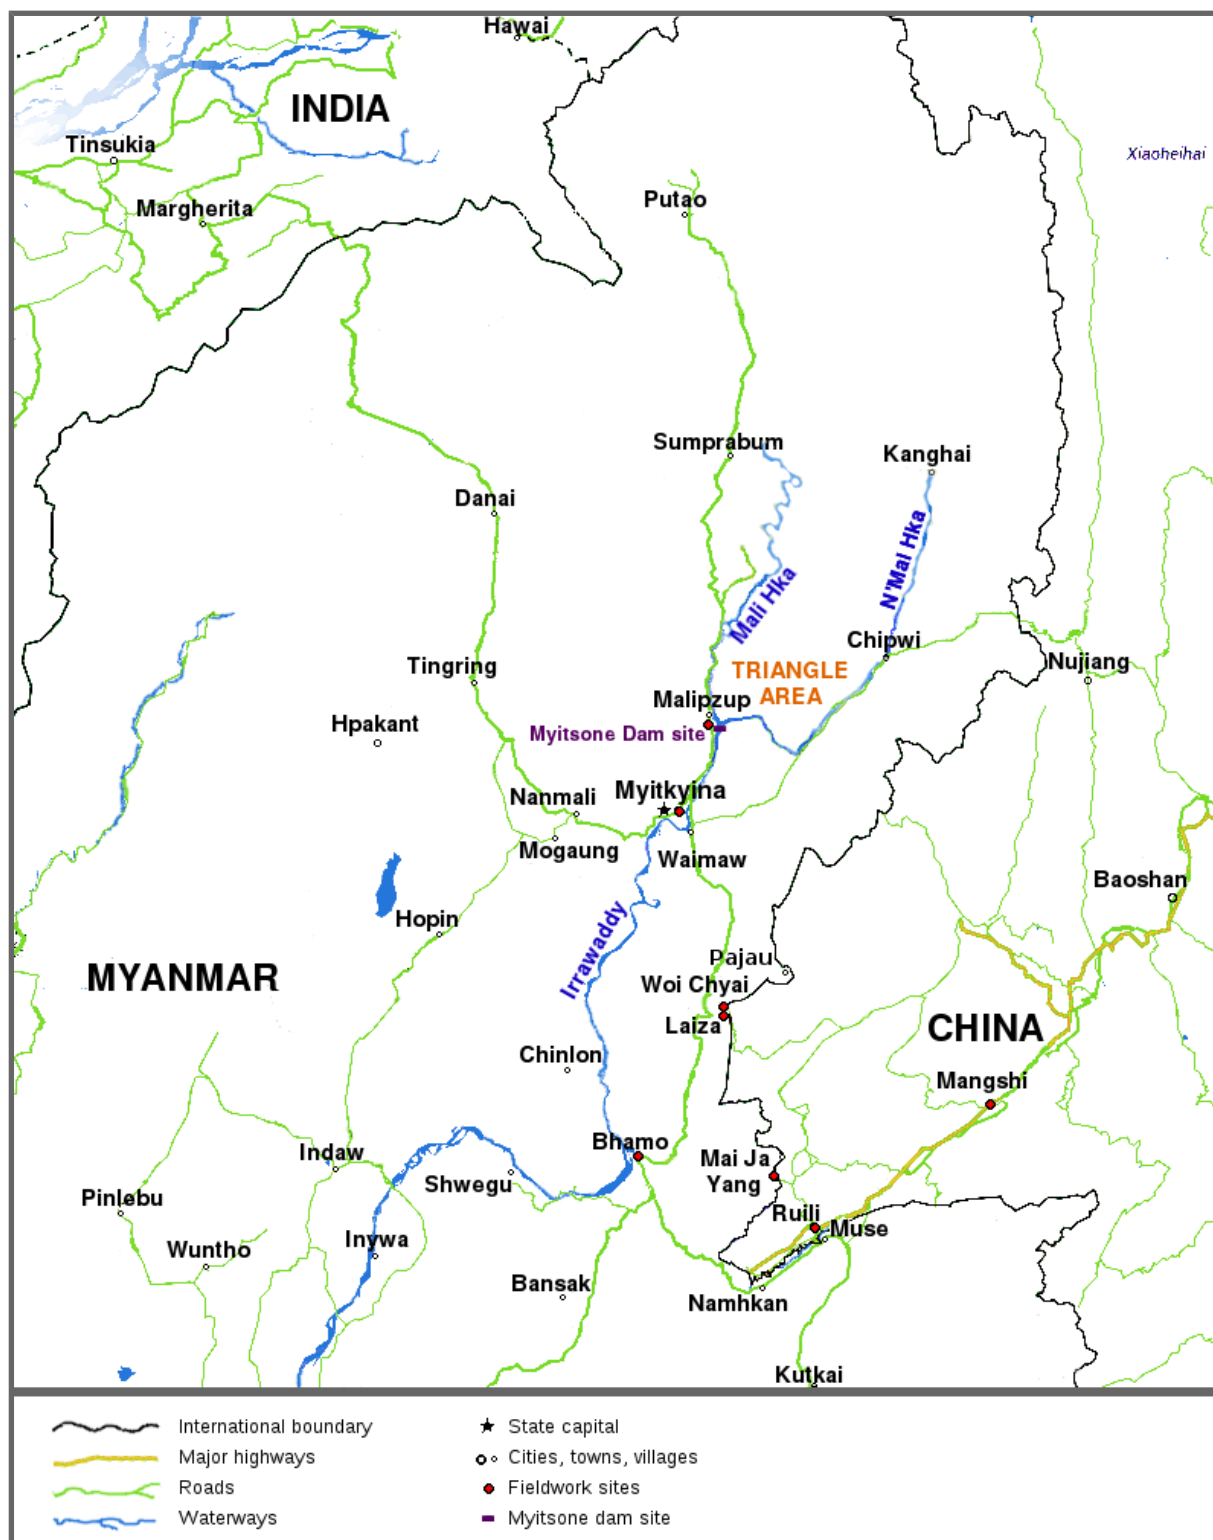 Hawai
INDIA
Tinsukia
Xiaoheihai
Margherita
Putao
Sumprabum
Kanghai
Danai
N'Mai Hka
Mali Hka
Chipwi
Tingring
TRIANGLE
AREA
Nujiang
Malipzup
Hpakant
Myitsone Dam site
Myitkyina
Nanmali
Mogaung
Waimaw
Baoshan
Hopin
Irrawaddy
Pajau
MYANMAR
Woi Chyai
Laiza
CHINA
Chinlon
Mangshi
Bhamo
Indaw
Mai Ja
Yang
Shwegu
Pinlebu
Ruili
Muse
Wuntho
Inywa
Bansak
Namhkan
Kutkai
International boundary
Major highways
Roads
Waterways
State capital
Cities, towns, villages
Fieldwork sites
Myitsone dam site